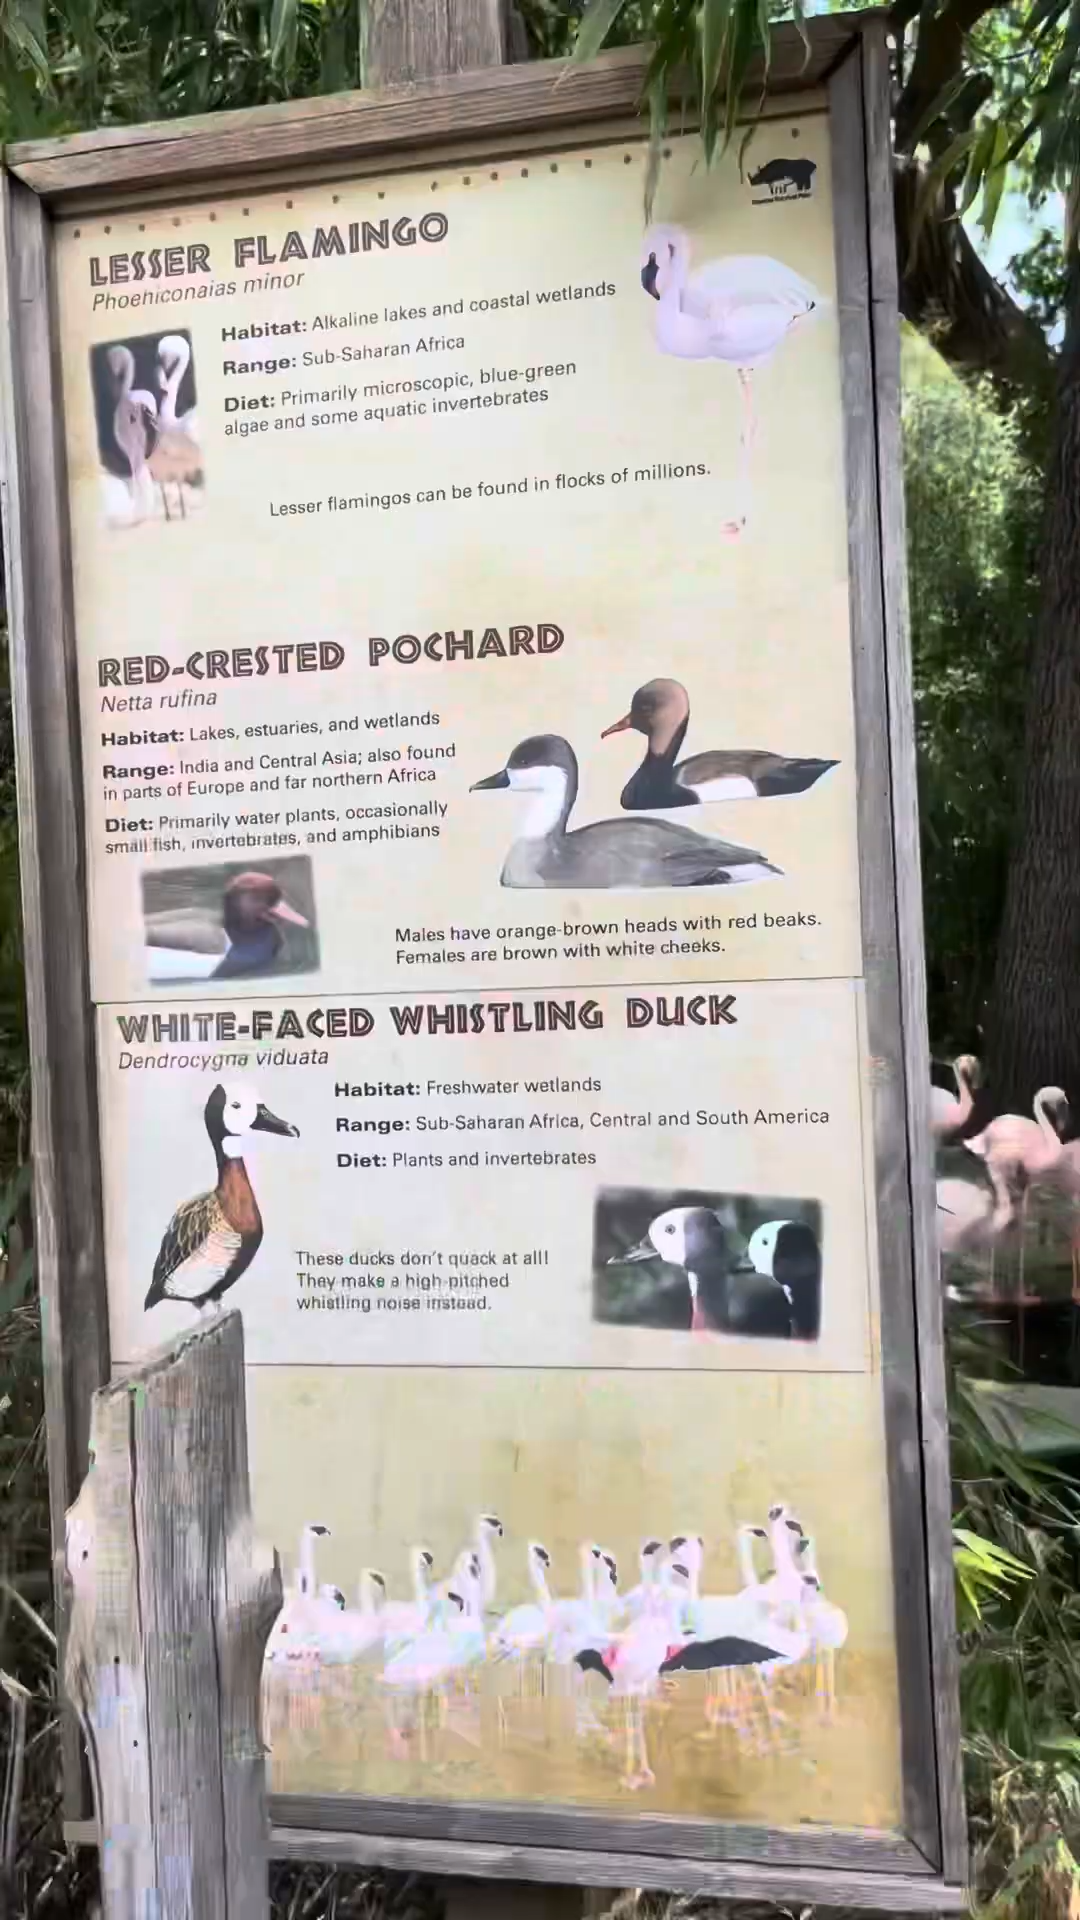 LESSER FLAMINGO
Phoehiconaias minor
Habitat: Alkaline lakes and coastal wetlands
Range: Sub-Saharan Africa
Diet: Primarily microscopic, blue-green
algae and some aquatic invertebrates
Lesser flamingos can be found in flocks of millions.
RED-CRESTED POCHARD
Netta rufina
Habitat: Lakes, estuaries, and wetlands
Range: India and Central Asia; also found
in parts of Europe and far northern Africa
Diet: Primarily water plants, occasionally
small fish, invertebrates, and amphibians
Males have orange-brown heads with red beaks.
Females are brown with white cheeks.
WHITE-FACED WHISTLING DUCK
Dendrocygna viduata
Habitat: Freshwater wetlands
Range: Sub-Saharan Africa, Central and South America
Diet: Plants and invertebrates
These ducks don't quack at all!
They make a high-pitched
whistling noise instead.